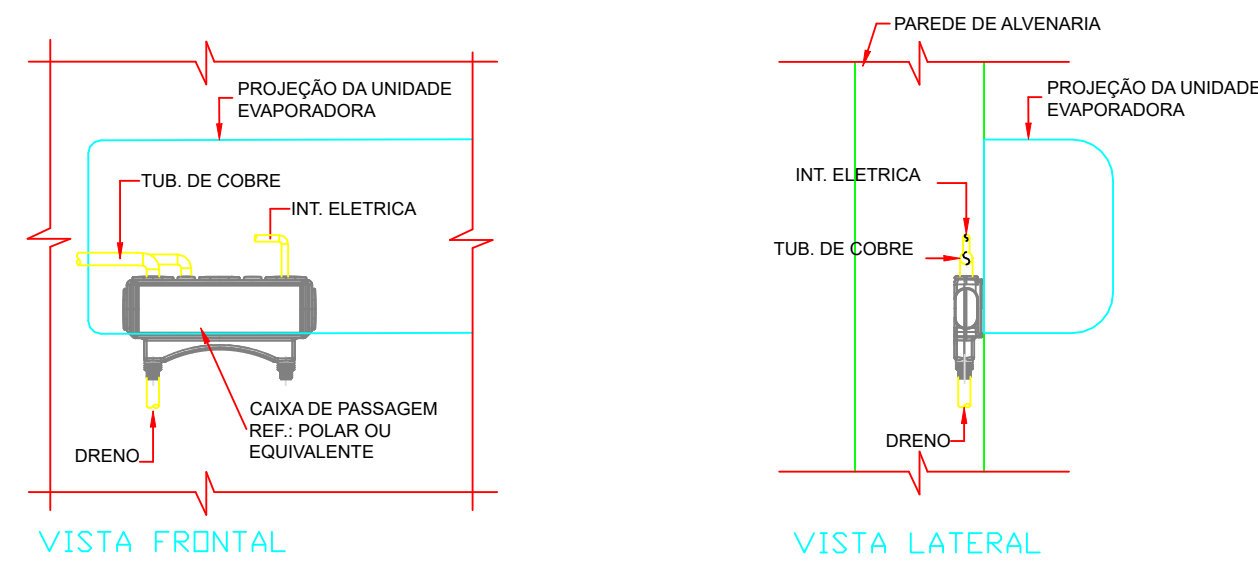 PROJEÇÃO DA UNIDADE
EVAPORADORA
TUB. DE COBRE
INT. ELETRICA
CAIXA DE PASSAGEM
REF.: POLAR OU
EQUIVALENTE
DRENO
VISTA FRONTAL
PAREDE DE ALVENARIA
PROJEÇÃO DA UNIDADE
EVAPORADORA
INT. ELETRICA
TUB. DE COBRE
DRENO
VISTA LATERAL